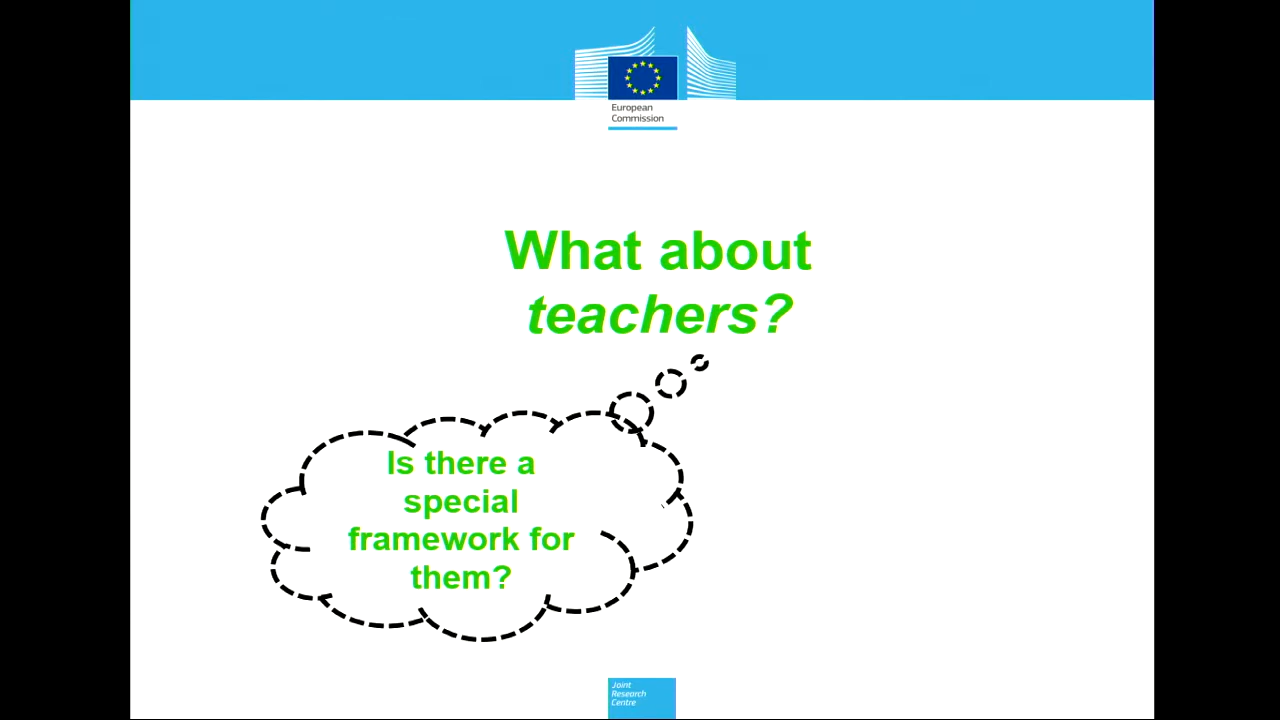 European
Commission
What about
teachers?
Is there a
special
framework for
them?
Joint
Research
Centre